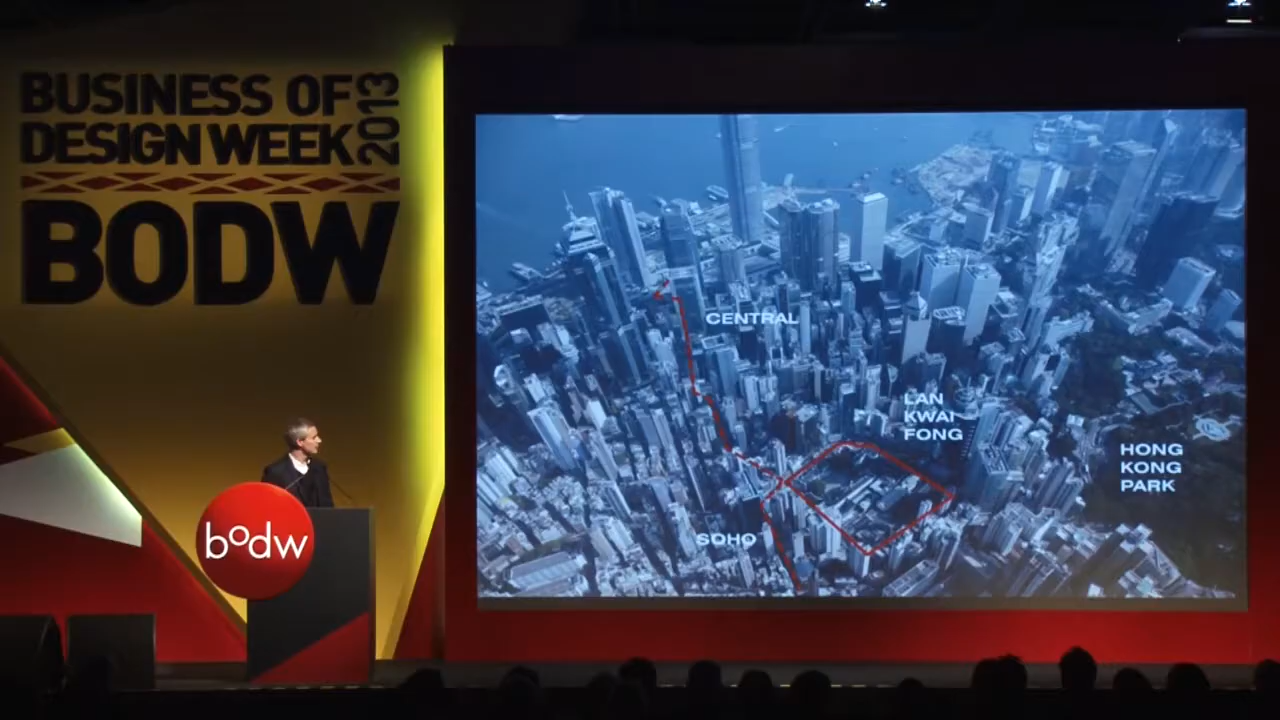 BUSINESS OF
DESIGN WEEK
2013
BODW
bodw
CENTRAL
LAN
KWAI
FONG
HONG
KONG
PARK
SOHO